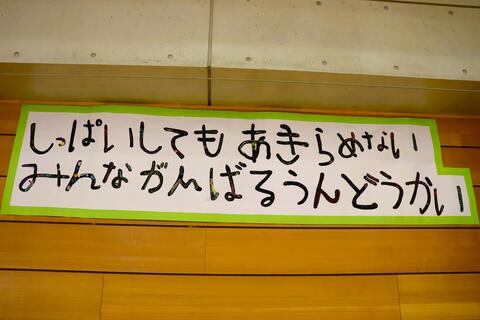 しっぱいしてもあきらめない
みんながんばるうんどうかい